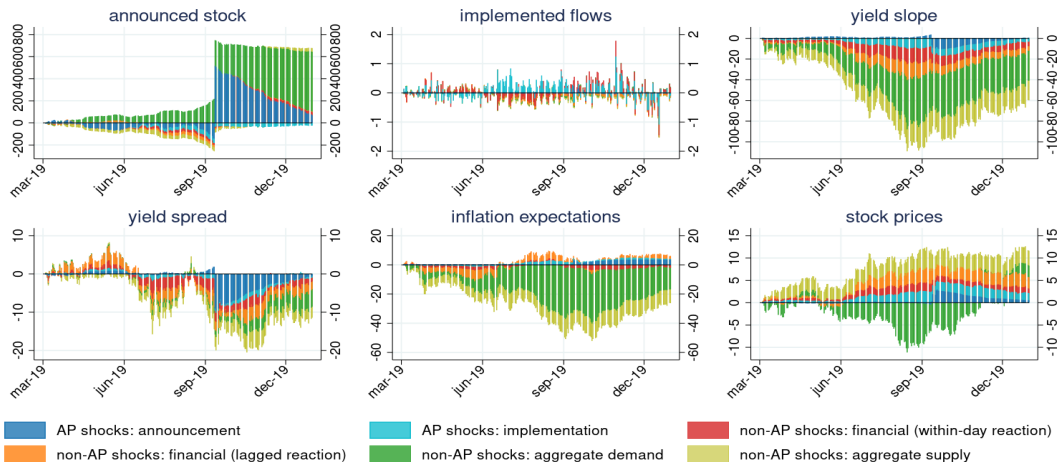 announced stock
-200 0 200400600800
-200 0 200400600800
mar-19 jun-19 sep-19 dec-19
implemented flows
-2 -1 0 1 2
-2 -1 0 1 2
mar-19 jun-19 sep-19 dec-19
yield slope
-100-80 -60 -40 -20 0
-100-80 -60 -40 -20 0
mar-19 jun-19 sep-19 dec-19
yield spread
-20 -10 0 10
-20 -10 0 10
mar-19 jun-19 sep-19 dec-19
inflation expectations
-60 -40 -20 0 20
-60 -40 -20 0 20
mar-19 jun-19 sep-19 dec-19
stock prices
-10 -5 0 5 10 15
-10 -5 0 5 10 15
mar-19 jun-19 sep-19 dec-19
AP shocks: announcement
AP shocks: implementation
non-AP shocks: financial (within-day reaction)
non-AP shocks: financial (lagged reaction)
non-AP shocks: aggregate demand
non-AP shocks: aggregate supply